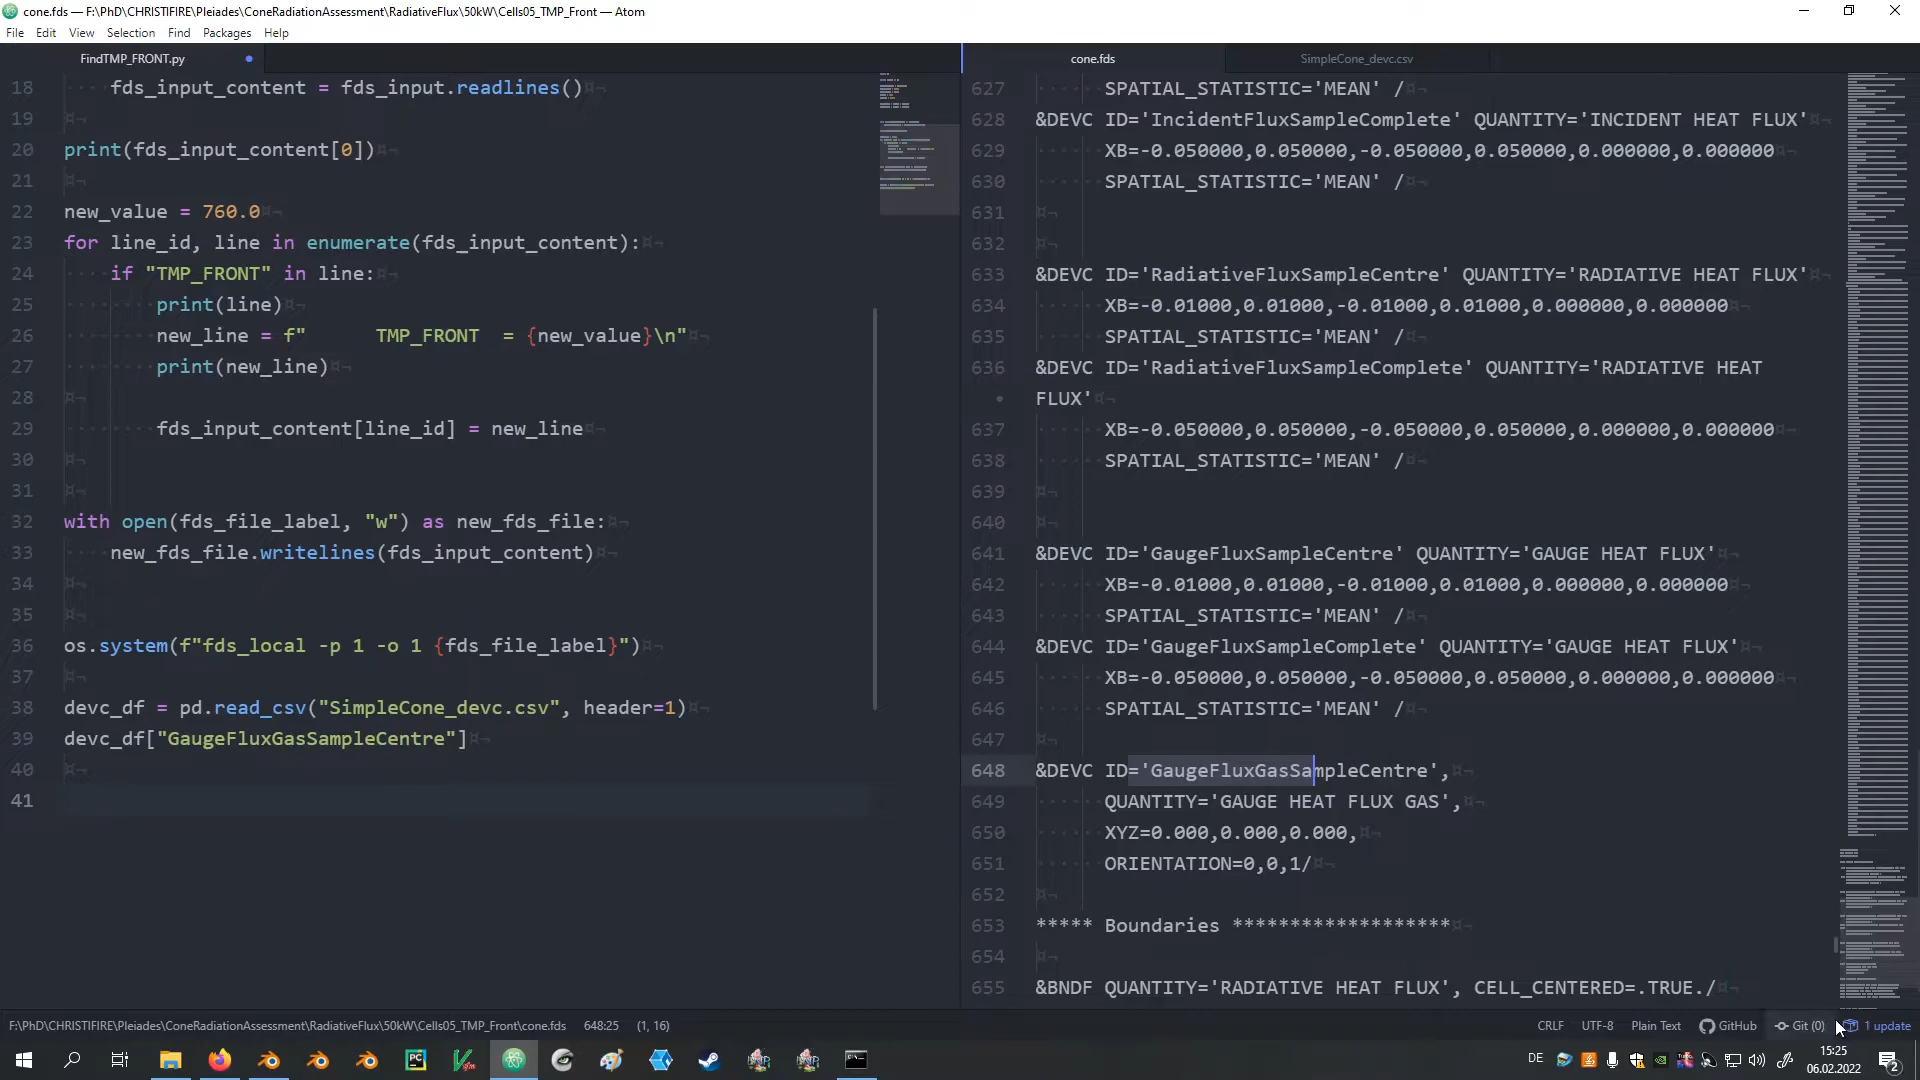 cone.fds — F:\PhD\CHRISTIFIRE\Pleiades\ConeRadiationAssessment\RadiativeFlux\50kW\Cells05_TMP_Front — Atom
File Edit View Selection Find Packages Help
FindTMP_FRONT.py
18 fds_input_content = fds_input.readlines()
19
20 print(fds_input_content[0])
21
22 new_value = 760.0
23 for line_id, line in enumerate(fds_input_content):
24 if "TMP_FRONT" in line:
25 print(line)
26 new_line = f"      TMP_FRONT  = {new_value}\n"
27 print(new_line)
28
29 fds_input_content[line_id] = new_line
30
31
32 with open(fds_file_label, "w") as new_fds_file:
33 new_fds_file.writelines(fds_input_content)
34
35
36 os.system(f"fds_local -p 1 -o 1 {fds_file_label}")
37
38 devc_df = pd.read_csv("SimpleCone_devc.csv", header=1)
39 devc_df["GaugeFluxGasSampleCentre"]
40
41
cone.fds
SimpleCone_devc.csv
627 SPATIAL_STATISTIC='MEAN' /
628 &DEVC ID='IncidentFluxSampleComplete' QUANTITY='INCIDENT HEAT FLUX'
629 XB=-0.050000,0.050000,-0.050000,0.050000,0.000000,0.000000
630 SPATIAL_STATISTIC='MEAN' /
631
632
633 &DEVC ID='RadiativeFluxSampleCentre' QUANTITY='RADIATIVE HEAT FLUX'
634 XB=-0.01000,0.01000,-0.01000,0.01000,0.000000,0.000000
635 SPATIAL_STATISTIC='MEAN' /
636 &DEVC ID='RadiativeFluxSampleComplete' QUANTITY='RADIATIVE HEAT
• FLUX'
637 XB=-0.050000,0.050000,-0.050000,0.050000,0.000000,0.000000
638 SPATIAL_STATISTIC='MEAN' /
639
640
641 &DEVC ID='GaugeFluxSampleCentre' QUANTITY='GAUGE HEAT FLUX'
642 XB=-0.01000,0.01000,-0.01000,0.01000,0.000000,0.000000
643 SPATIAL_STATISTIC='MEAN' /
644 &DEVC ID='GaugeFluxSampleComplete' QUANTITY='GAUGE HEAT FLUX'
645 XB=-0.050000,0.050000,-0.050000,0.050000,0.000000,0.000000
646 SPATIAL_STATISTIC='MEAN' /
647
648 &DEVC ID='GaugeFluxGasSampleCentre',
649 QUANTITY='GAUGE HEAT FLUX GAS',
650 XYZ=0.000,0.000,0.000,
651 ORIENTATION=0,0,1/
652
653 ***** Boundaries *******************
654
655 &BNDF QUANTITY='RADIATIVE HEAT FLUX', CELL_CENTERED=.TRUE./
F:\PhD\CHRISTIFIRE\Pleiades\ConeRadiationAssessment\RadiativeFlux\50kW\Cells05_TMP_Front\cone.fds 648:25 (1, 16) CRLF UTF-8 Plain Text GitHub Git (0) 1 update
DE 15:25
06.02.2022 2